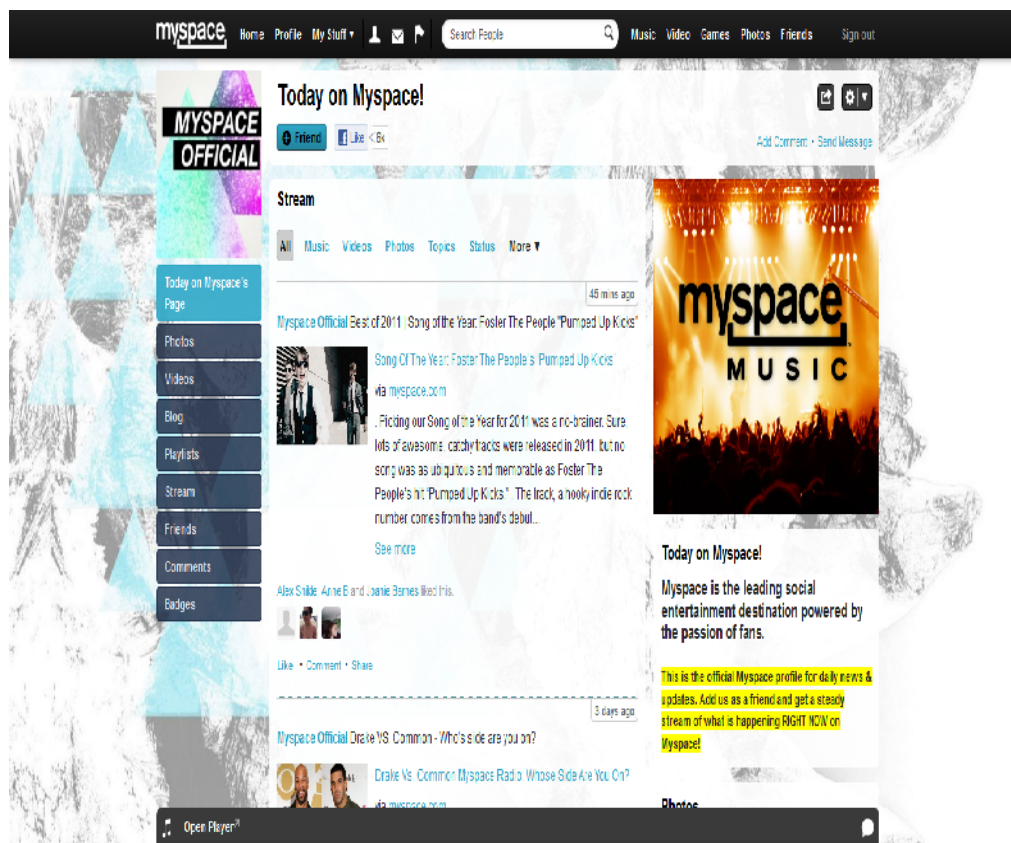 myspace Home Profile My Stuff ▾ Search People Music Video Games Photos Friends Sign out
MYSPACE
OFFICIAL
Today on Myspace!
Friend Like 6k
Add Comment • Send Message
Today on Myspace's
Page
Photos
Videos
Blog
Playlists
Stream
Friends
Comments
Badges
Stream
All Music Videos Photos Topics Status More ▼
45 mins ago
Myspace Official Best of 2011 | Song of the Year: Foster The People "Pumped Up Kicks"
Song Of The Year: Foster The People's 'Pumped Up Kicks
via myspace.com
. Picking our Song of the Year for 2011 was a no-brainer. Sure,
lots of awesome, catchy tracks were released in 2011, but no
song was as ubiquitous and memorable as Foster The
People's hit "Pumped Up Kicks." . The track, a hooky indie rock
number, comes from the band's debut...
See more
Alex Snilde, Anne B and Joanie Barnes liked this.
Like • Comment • Share
3 days ago
Myspace Official Drake VS. Common - Who's side are you on?
Drake Vs. Common Myspace Radio: Whose Side Are You On?
via myspace.com
myspace
MUSIC
Today on Myspace!
Myspace is the leading social
entertainment destination powered by
the passion of fans.
This is the official Myspace profile for daily news &
updates. Add us as a friend and get a steady
stream of what is happening RIGHT NOW on
Myspace!
Photos
Open Player